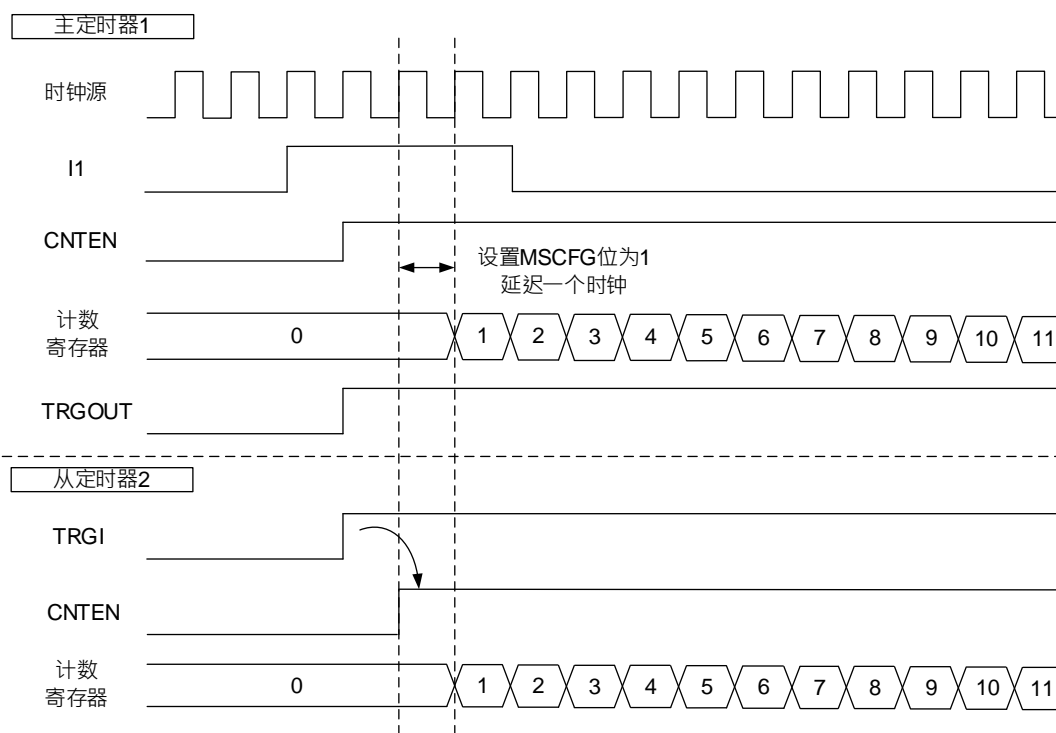 主定时器1
时钟源
I1
CNTEN
设置MSCFG位为1
延迟一个时钟
计数
寄存器
0 1 2 3 4 5 6 7 8 9 10 11
TRGOUT
从定时器2
TRGI
CNTEN
计数
寄存器
0 1 2 3 4 5 6 7 8 9 10 11